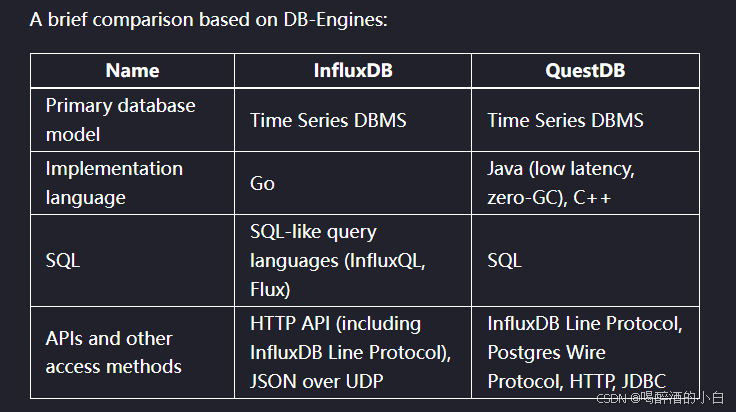 A brief comparison based on DB-Engines:
Name InfluxDB QuestDB
Primary database
model
Time Series DBMS
Time Series DBMS
Implementation
language
Go
Java (low latency,
zero-GC), C++
SQL
SQL-like query
languages (InfluxQL,
Flux)
SQL
APIs and other
access methods
HTTP API (including
InfluxDB Line Protocol),
JSON over UDP
InfluxDB Line Protocol,
Postgres Wire
Protocol, HTTP, JDBC
CSDN @喝醉酒的小白